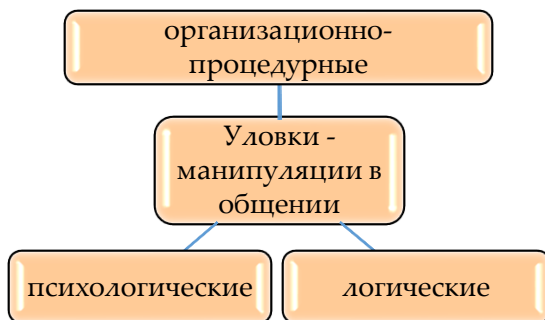 организационно-
процедурные
Уловки -
манипуляции в
общении
психологические
логические